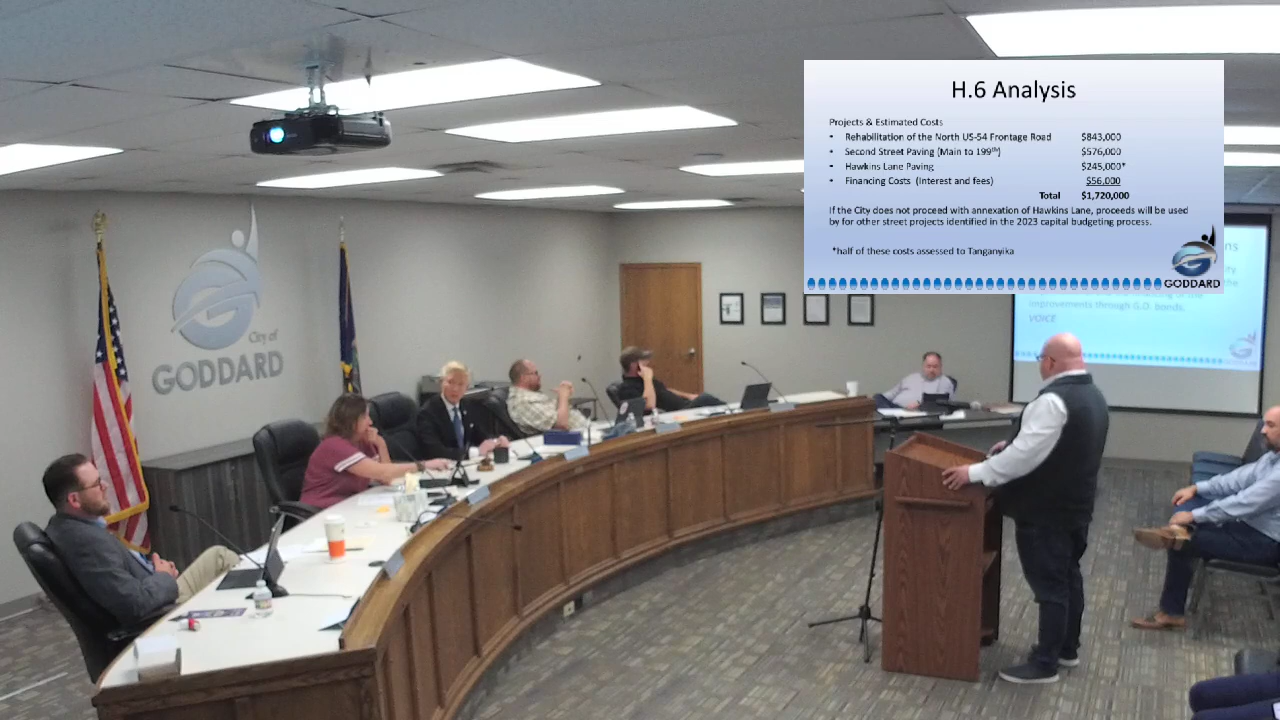 H.6 Analysis
Projects & Estimated Costs
• Rehabilitation of the North US-54 Frontage Road $843,000
• Second Street Paving (Main to 199th) $576,000
• Hawkins Lane Paving $245,000*
• Financing Costs (Interest and fees) $56,000
Total $1,720,000
If the City does not proceed with annexation of Hawkins Lane, proceeds will be used
by for other street projects identified in the 2023 capital budgeting process.
*half of these costs assessed to Tanganyika
GODDARD
City of
GODDARD
improvements through G.O. bonds.
VOICE